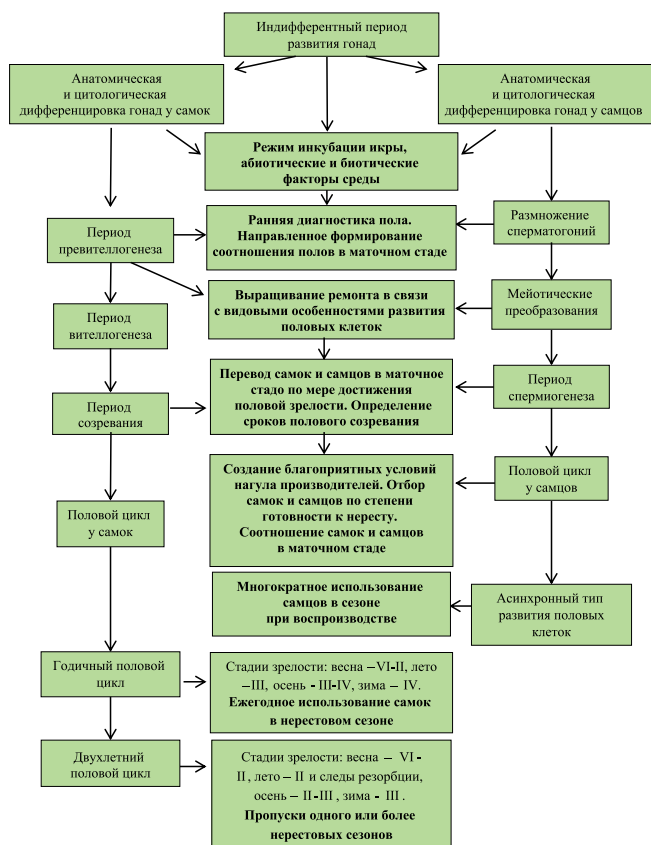 Индифферентный период
развития гонад
Анатомическая
и цитологическая
дифференцировка гонад у самок
Анатомическая
и цитологическая
дифференцировка гонад у самцов
Режим инкубации икры,
абиотические и биотические
факторы среды
Период
превителлогенеза
Ранняя диагностика пола.
Направленное формирование
соотношения полов в маточном стаде
Размножение
сперматогоний
Период
вителлогенеза
Выращивание ремонта в связи
с видовыми особенностями развития
половых клеток
Мейотические
преобразования
Период
созревания
Перевод самок и самцов в маточное
стадо по мере достижения
половой зрелости. Определение
сроков полового созревания
Период
спермиогенеза
Половой цикл
у самок
Создание благоприятных условий
нагула производителей. Отбор
самок и самцов по степени
готовности к нересту.
Соотношение самок и самцов
в маточном стаде
Половой цикл
у самцов
Многократное использование
самцов в сезоне
при воспроизводстве
Асинхронный тип
развития половых
клеток
Годичный половой
цикл
Стадии зрелости: весна –VI-II, лето
–III, осень - III-IV, зима – IV.
Ежегодное использование самок
в нерестовом сезоне
Двухлетний
половой цикл
Стадии зрелости: весна – VI -
II, лето – II и следы резорбции,
осень – II-III , зима - III .
Пропуски одного или более
нерестовых сезонов